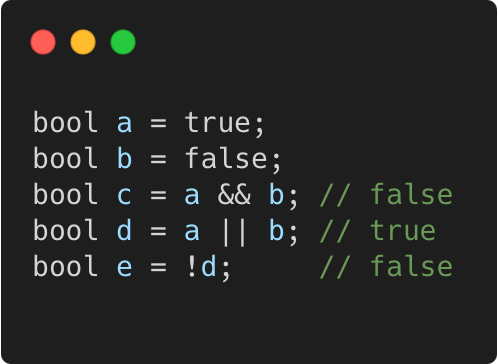 bool a = true;
bool b = false;
bool c = a && b; // false
bool d = a || b; // true
bool e = !d;     // false